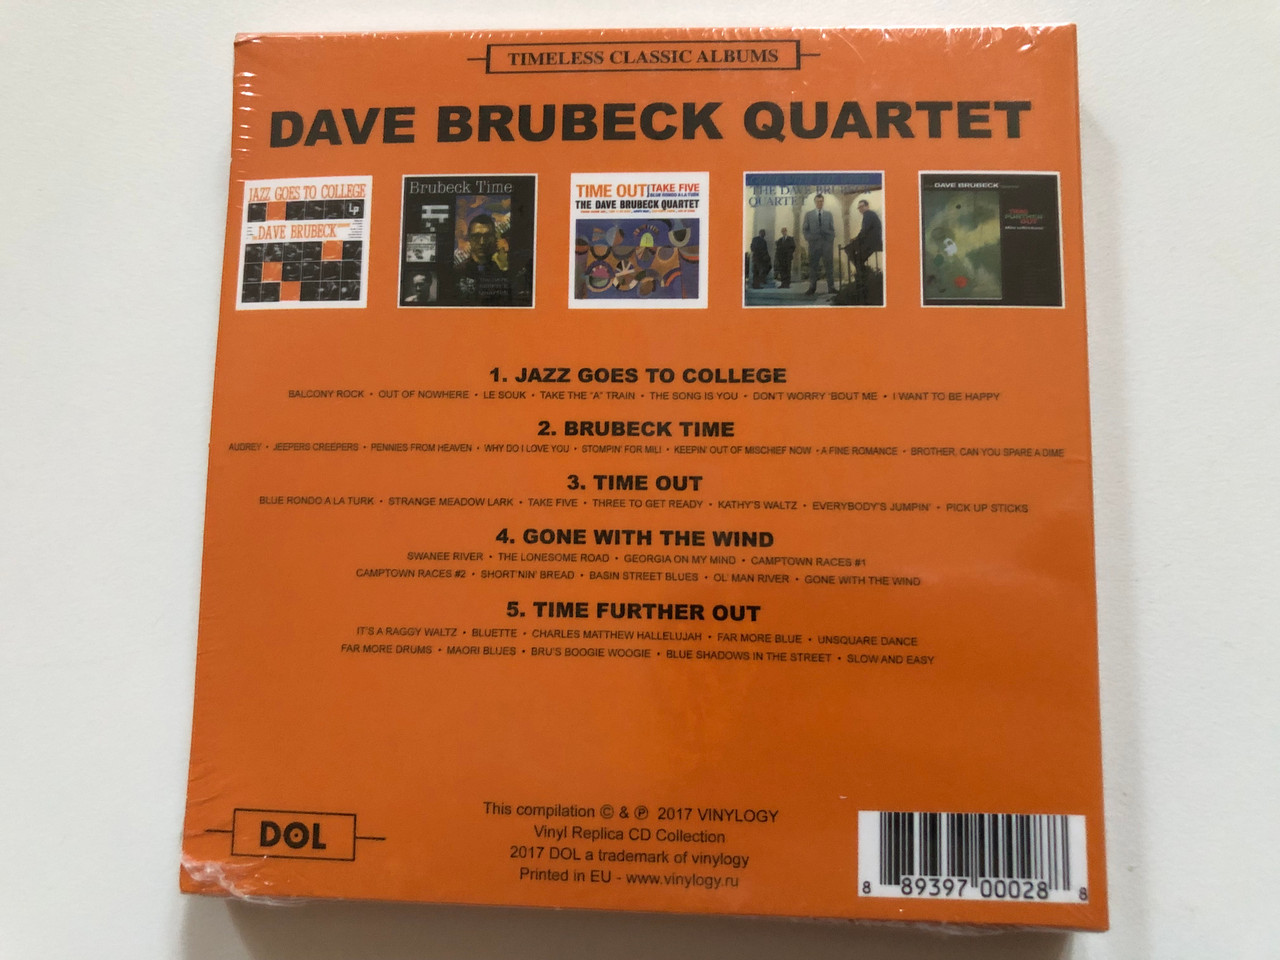 TIMELESS CLASSIC ALBUMS
DAVE BRUBECK QUARTET
JAZZ GOES TO COLLEGE
Lp
DAVE BRUBECK
Brubeck Time
TIME OUT! TAKE FIVE
BLUE RONDO A LA TURK
THE DAVE BRUBECK QUARTET
THE DAVE BRUBECK
QUARTET
DAVE BRUBECK
TIME
FURTHER
OUT
1. JAZZ GOES TO COLLEGE
BALCONY ROCK • OUT OF NOWHERE • LE SOUK • TAKE THE "A" TRAIN • THE SONG IS YOU • DON'T WORRY 'BOUT ME • I WANT TO BE HAPPY
2. BRUBECK TIME
AUDREY • JEEPERS CREEPERS • PENNIES FROM HEAVEN • WHY DO I LOVE YOU • STOMPIN' FOR MILI • KEEPIN' OUT OF MISCHIEF NOW • A FINE ROMANCE • BROTHER, CAN YOU SPARE A DIME
3. TIME OUT
BLUE RONDO A LA TURK • STRANGE MEADOW LARK • TAKE FIVE • THREE TO GET READY • KATHY'S WALTZ • EVERYBODY'S JUMPIN' • PICK UP STICKS
4. GONE WITH THE WIND
SWANEE RIVER • THE LONESOME ROAD • GEORGIA ON MY MIND • CAMPTOWN RACES #1
CAMPTOWN RACES #2 • SHORT'NIN' BREAD • BASIN STREET BLUES • OL' MAN RIVER • GONE WITH THE WIND
5. TIME FURTHER OUT
IT'S A RAGGY WALTZ • BLUETTE • CHARLES MATTHEW HALLELUJAH • FAR MORE BLUE • UNSQUARE DANCE
FAR MORE DRUMS • MAORI BLUES • BRU'S BOOGIE WOOGIE • BLUE SHADOWS IN THE STREET • SLOW AND EASY
DOL
This compilation © & ℗ 2017 VINYLOGY
Vinyl Replica CD Collection
2017 DOL a trademark of vinylogy
Printed in EU - www.vinylogy.ru
8 89397 00028 8